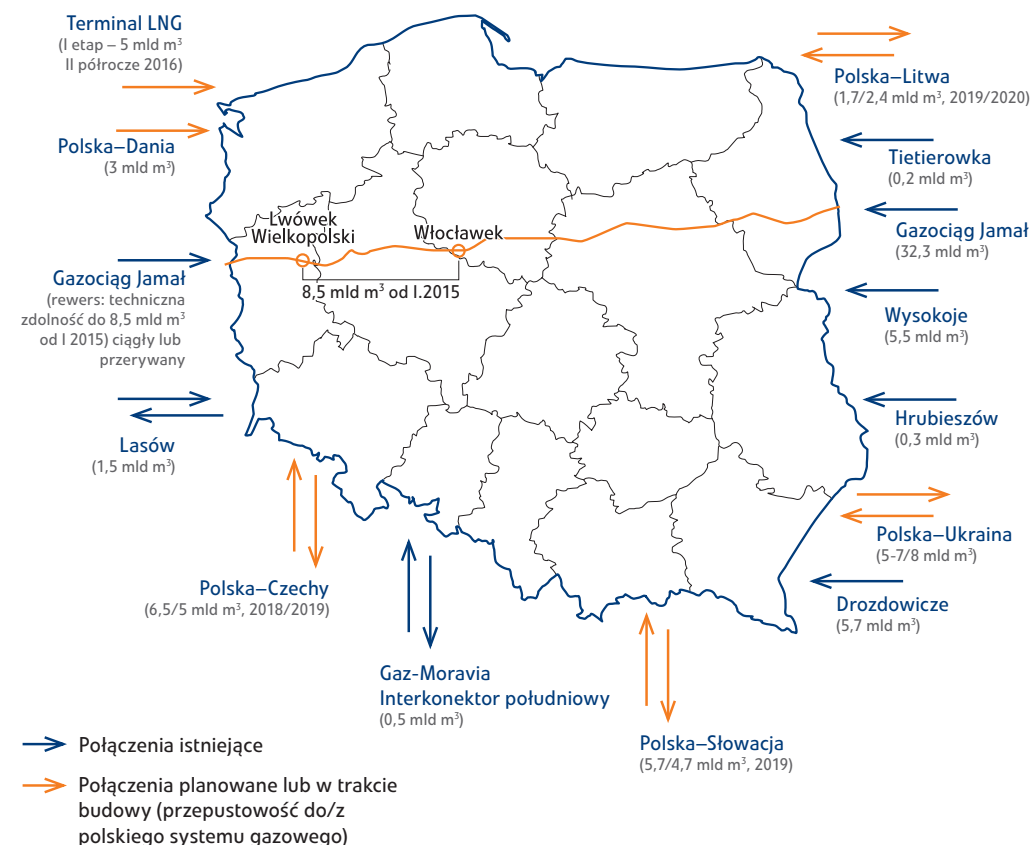 Terminal LNG
(I etap – 5 mld m³
II półrocze 2016)
Polska–Dania
(3 mld m³)
Gazociąg Jamał
(rewers: techniczna
zdolność do 8,5 mld m³
od I 2015) ciągły lub
przerywany
Lasów
(1,5 mld m³)
Polska–Czechy
(6,5/5 mld m³, 2018/2019)
Gaz-Moravia
Interkonektor południowy
(0,5 mld m³)
Polska–Słowacja
(5,7/4,7 mld m³, 2019)
Polska–Litwa
(1,7/2,4 mld m³, 2019/2020)
Tietierowka
(0,2 mld m³)
Gazociąg Jamał
(32,3 mld m³)
Wysokoje
(5,5 mld m³)
Hrubieszów
(0,3 mld m³)
Polska–Ukraina
(5-7/8 mld m³)
Drozdowicze
(5,7 mld m³)
Lwówek
Wielkopolski
Włocławek
8,5 mld m³ od I.2015
Połączenia istniejące
Połączenia planowane lub w trakcie
budowy (przepustowość do/z
polskiego systemu gazowego)